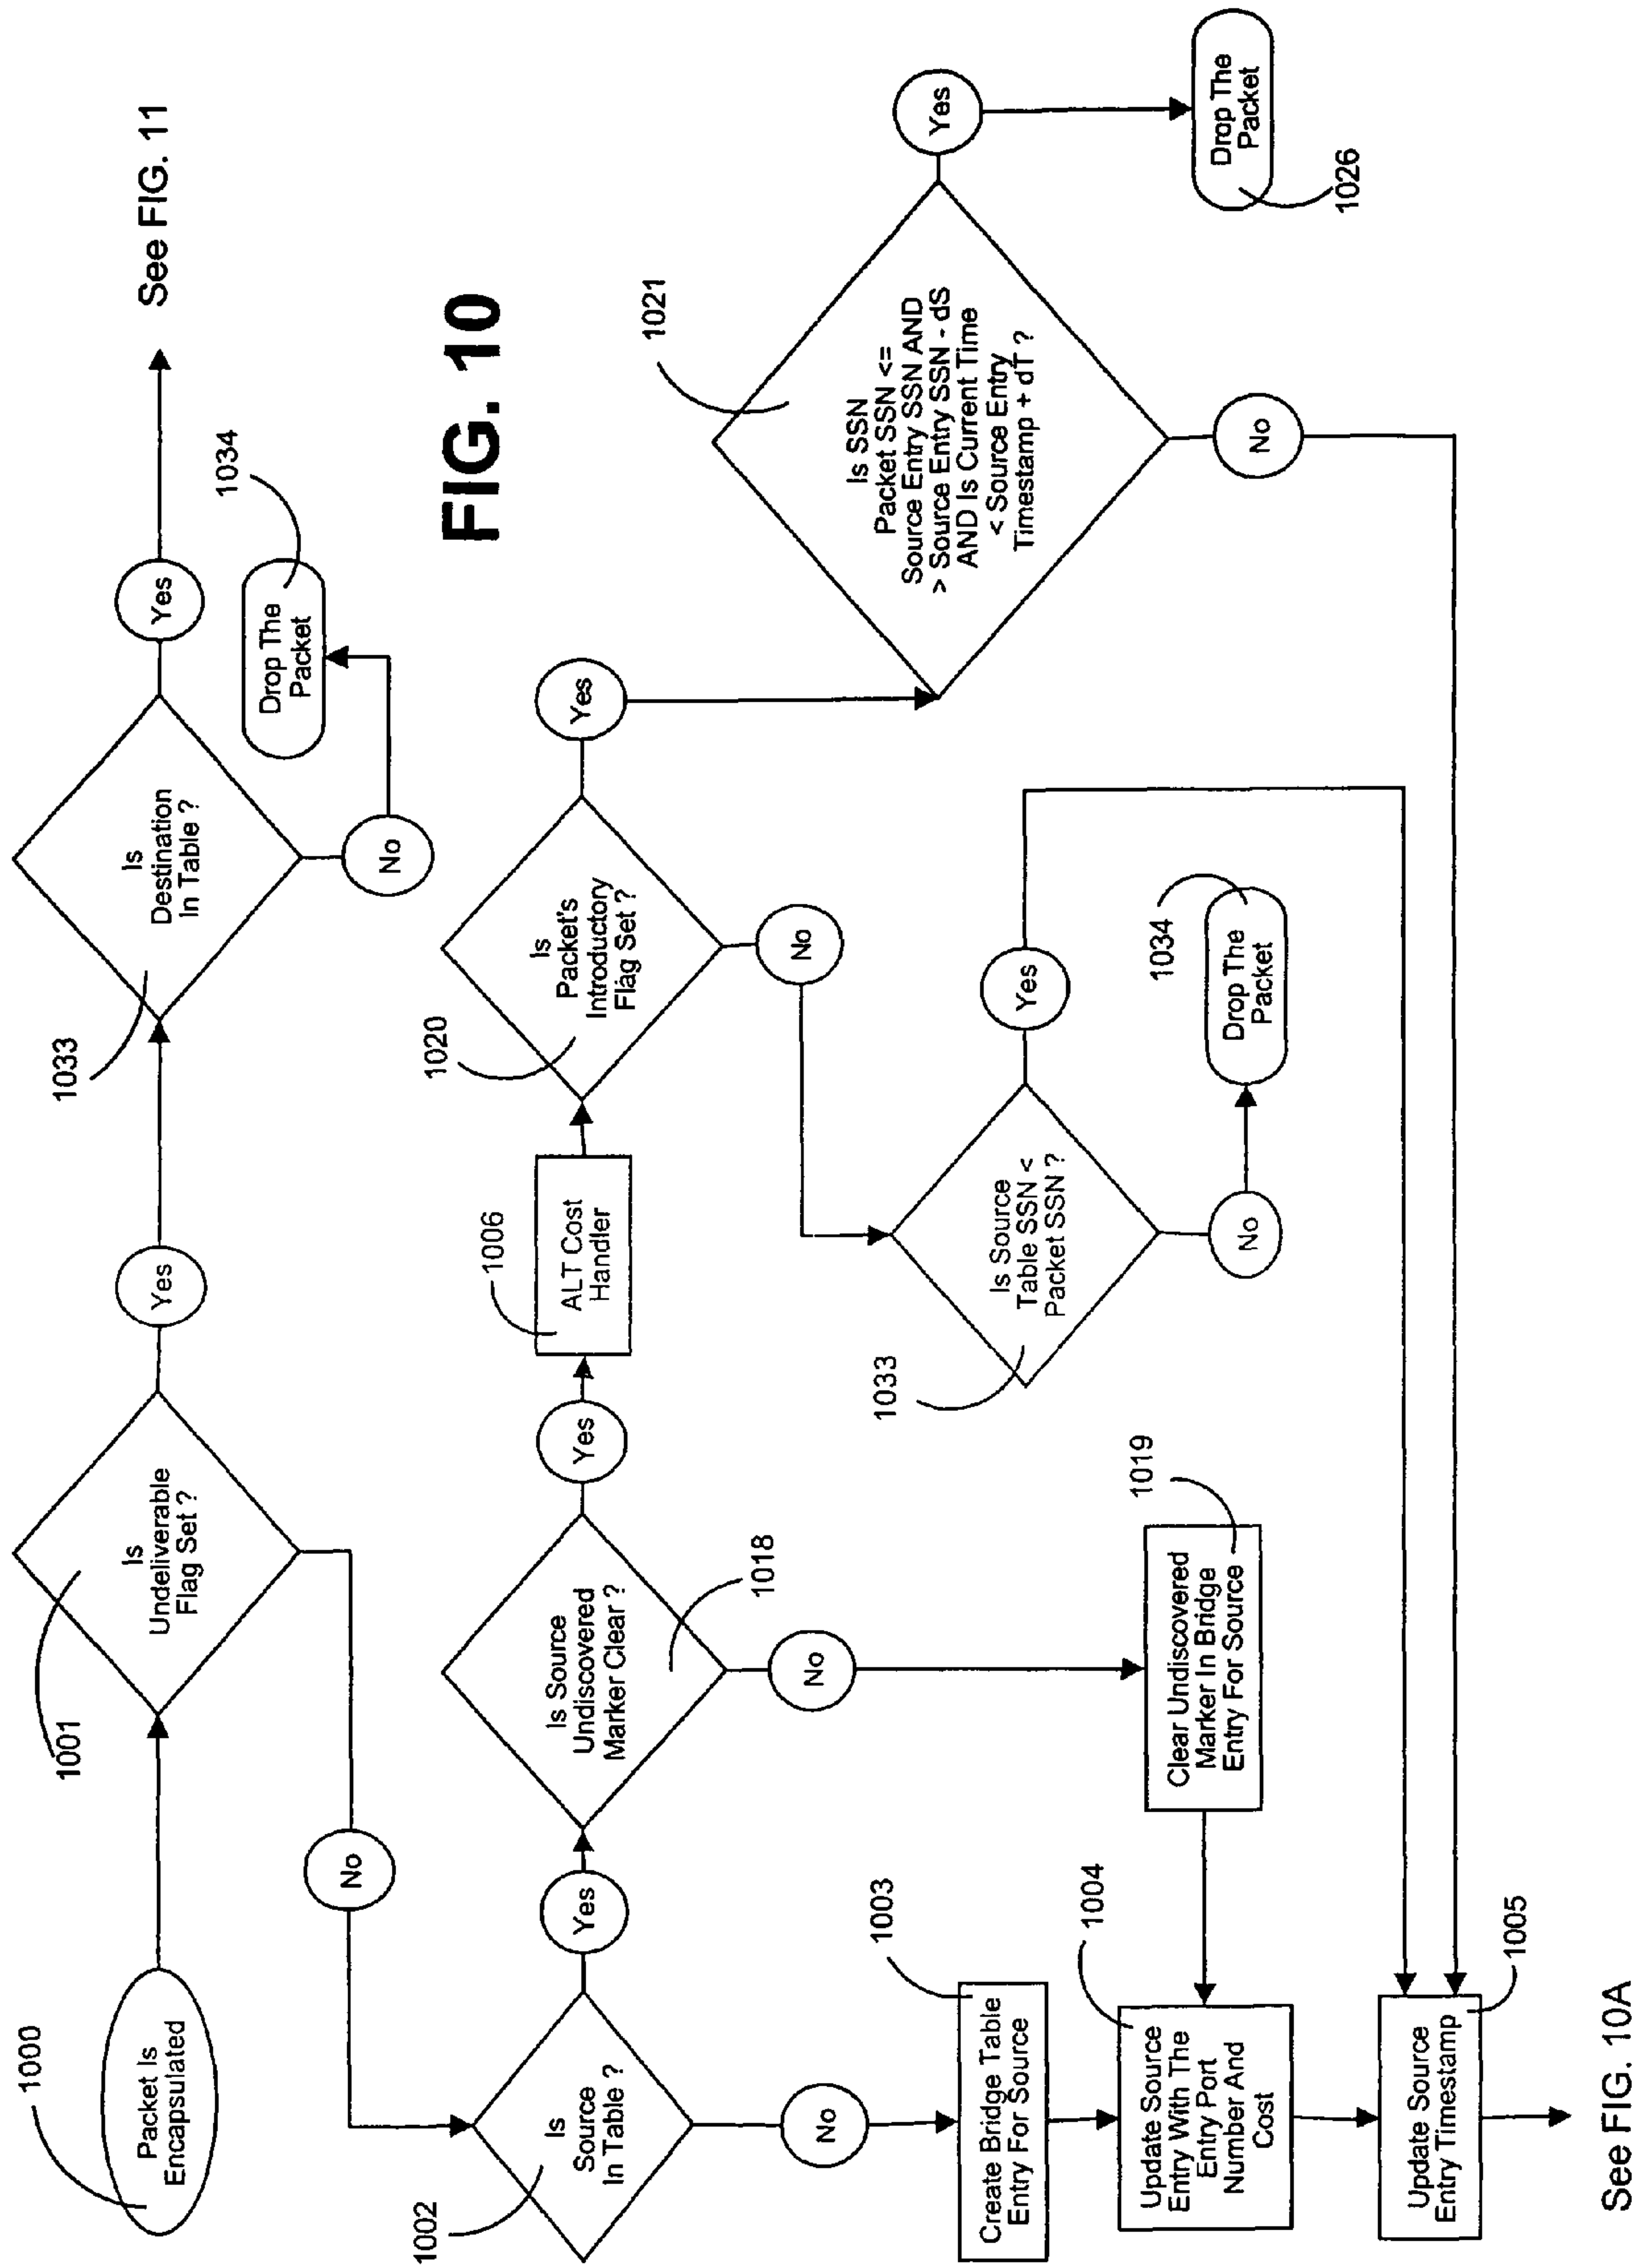 FIG. 10
1000
Packet Is
Encapsulated
1001
Is
Undeliverable
Flag Set ?
Yes
1033
Is
Destination
In Table ?
Yes
See FIG. 11
No
Drop The
Packet
1034
No
1002
Is
Source
In Table ?
Yes
Is Source
Undiscovered
Marker Clear ?
1018
Yes
1006
ALT Cost
Handler
1020
Is
Packet's
Introductory
Flag Set ?
Yes
1021
Is SSN
Packet SSN <=
Source Entry SSN AND
> Source Entry SSN - dS
AND Is Current Time
< Source Entry
Timestamp + dT ?
Yes
Drop The
Packet
1026
No
No
1033
Is Source
Table SSN <
Packet SSN ?
Yes
No
Drop The
Packet
1034
No
Clear Undiscovered
Marker In Bridge
Entry For Source
1019
No
1003
Create Bridge Table
Entry For Source
1004
Update Source
Entry With The
Entry Port
Number And
Cost
Update Source
Entry Timestamp
1005
See FIG. 10A